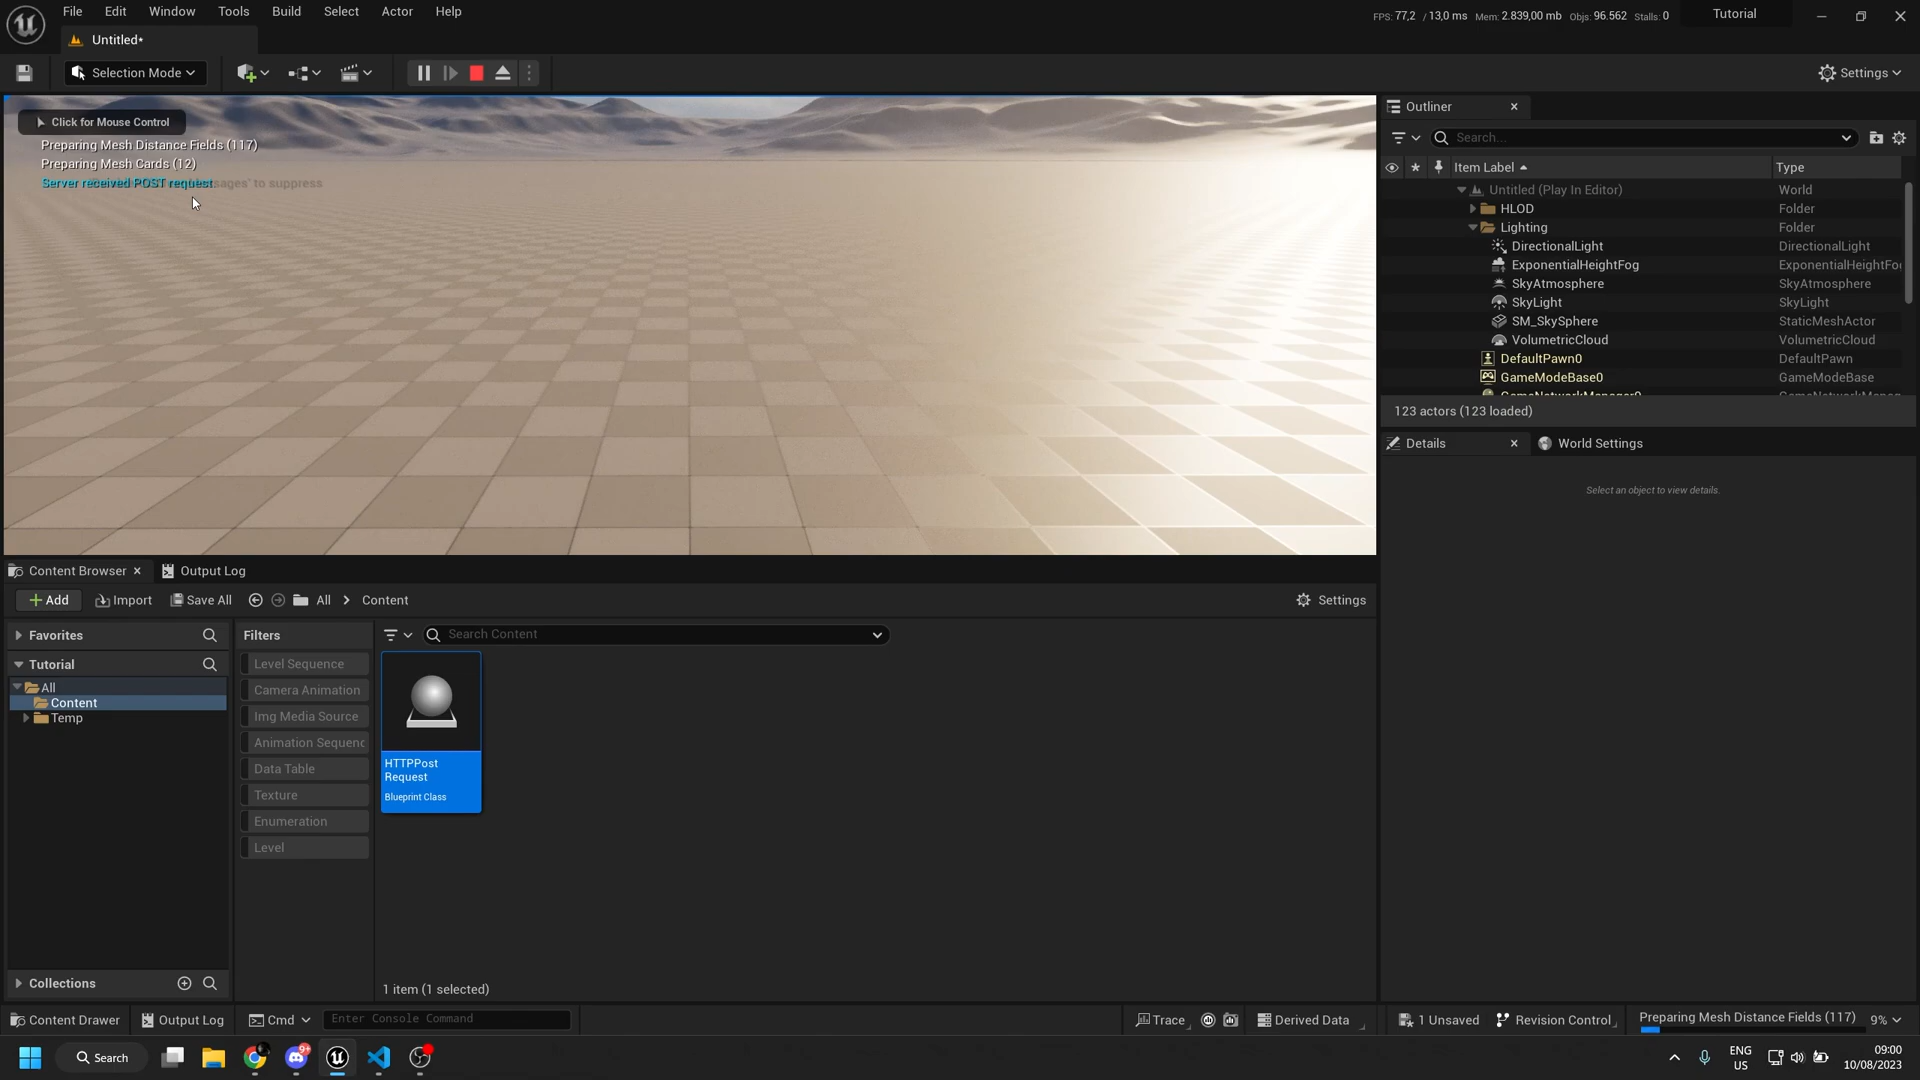 File Edit Window Tools Build Select Actor Help
FPS: 77,2 / 13,0 ms Mem: 2.839,00 mb Objs: 96.562 Stalls: 0
Tutorial
Untitled*
Selection Mode
Settings
Click for Mouse Control
Preparing Mesh Distance Fields (117)
Preparing Mesh Cards (12)
Server received POST request
sages' to suppress
Outliner
Search...
Item Label Type
Untitled (Play In Editor) World
HLOD Folder
Lighting Folder
DirectionalLight DirectionalLight
ExponentialHeightFog ExponentialHeightFo
SkyAtmosphere SkyAtmosphere
SkyLight SkyLight
SM_SkySphere StaticMeshActor
VolumetricCloud VolumetricCloud
DefaultPawn0 DefaultPawn
GameModeBase0 GameModeBase
123 actors (123 loaded)
Details World Settings
Select an object to view details.
Content Browser Output Log
Add Import Save All All Content
Settings
Favorites
Filters
Search Content
Tutorial
All
Content
Temp
Level Sequence
Camera Animation
Img Media Source
Animation Sequenc
Data Table
Texture
Enumeration
Level
HTTPPost
Request
Blueprint Class
Collections
1 item (1 selected)
Content Drawer Output Log Cmd Enter Console Command
Trace Derived Data 1 Unsaved Revision Control Preparing Mesh Distance Fields (117) 9%
Search
9+
ENG
US
09:00
10/08/2023